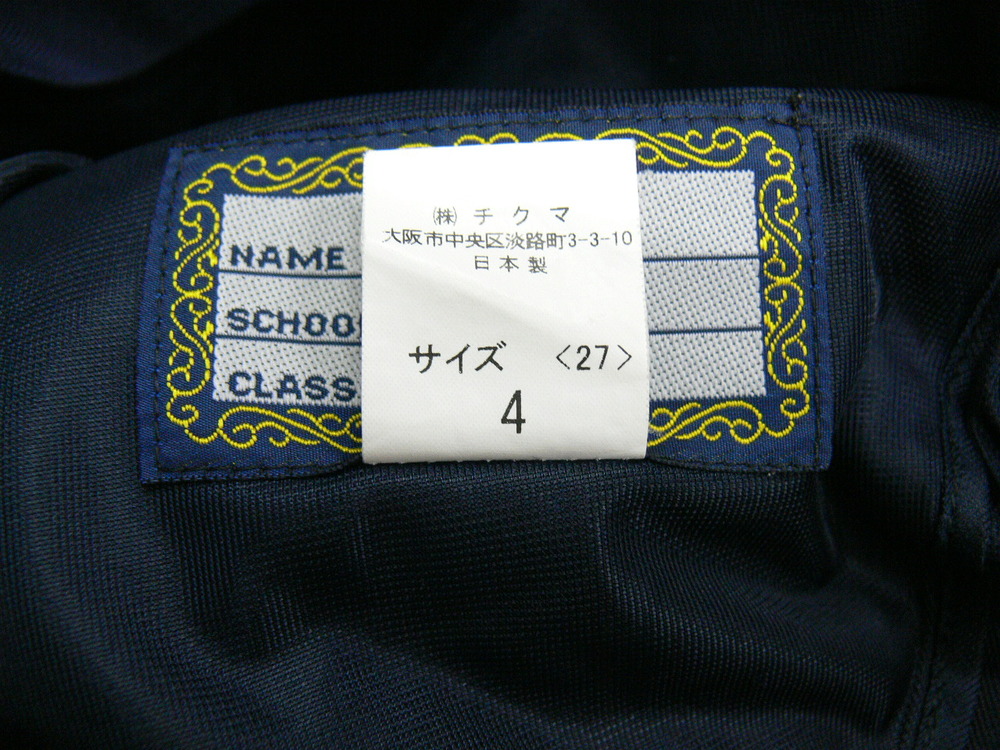 ㈱ チクマ
大阪市中央区淡路町3-3-10
日本製
NAME
SCHOO
CLASS
サイズ <27>
4